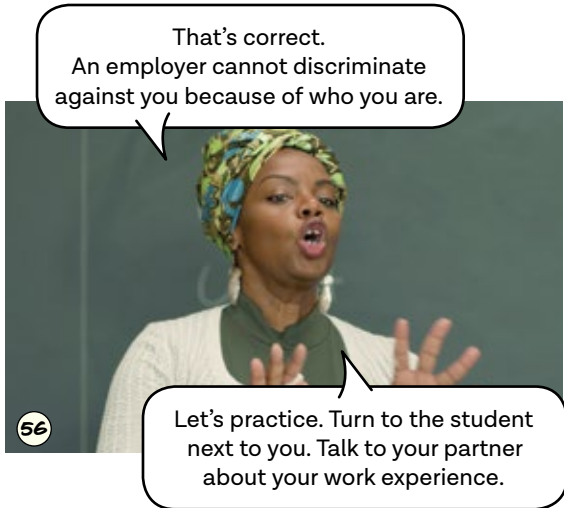 That's correct.
An employer cannot discriminate
against you because of who you are.
56
Let's practice. Turn to the student
next to you. Talk to your partner
about your work experience.